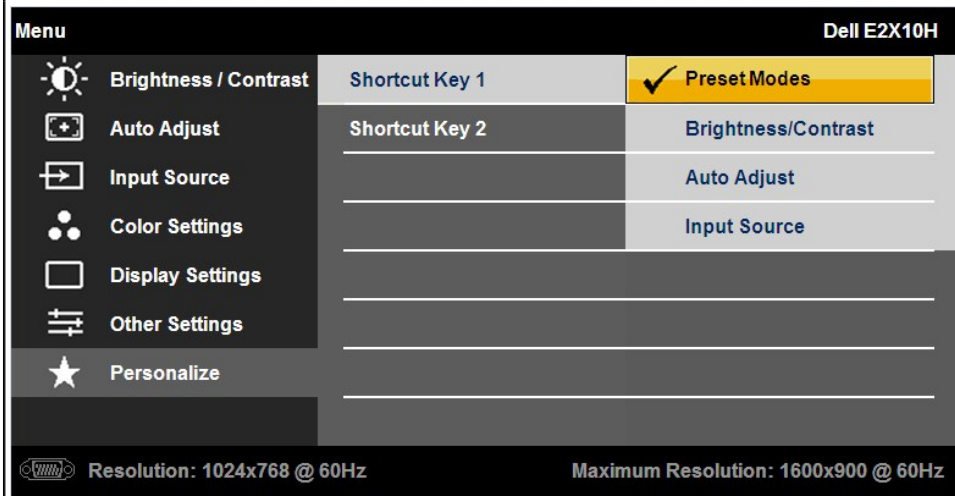 Menu Dell E2X10H
Brightness / Contrast Shortcut Key 1 Preset Modes
Auto Adjust Shortcut Key 2 Brightness/Contrast
Input Source Auto Adjust
Color Settings Input Source
Display Settings
Other Settings
Personalize
Resolution: 1024x768 @ 60Hz Maximum Resolution: 1600x900 @ 60Hz